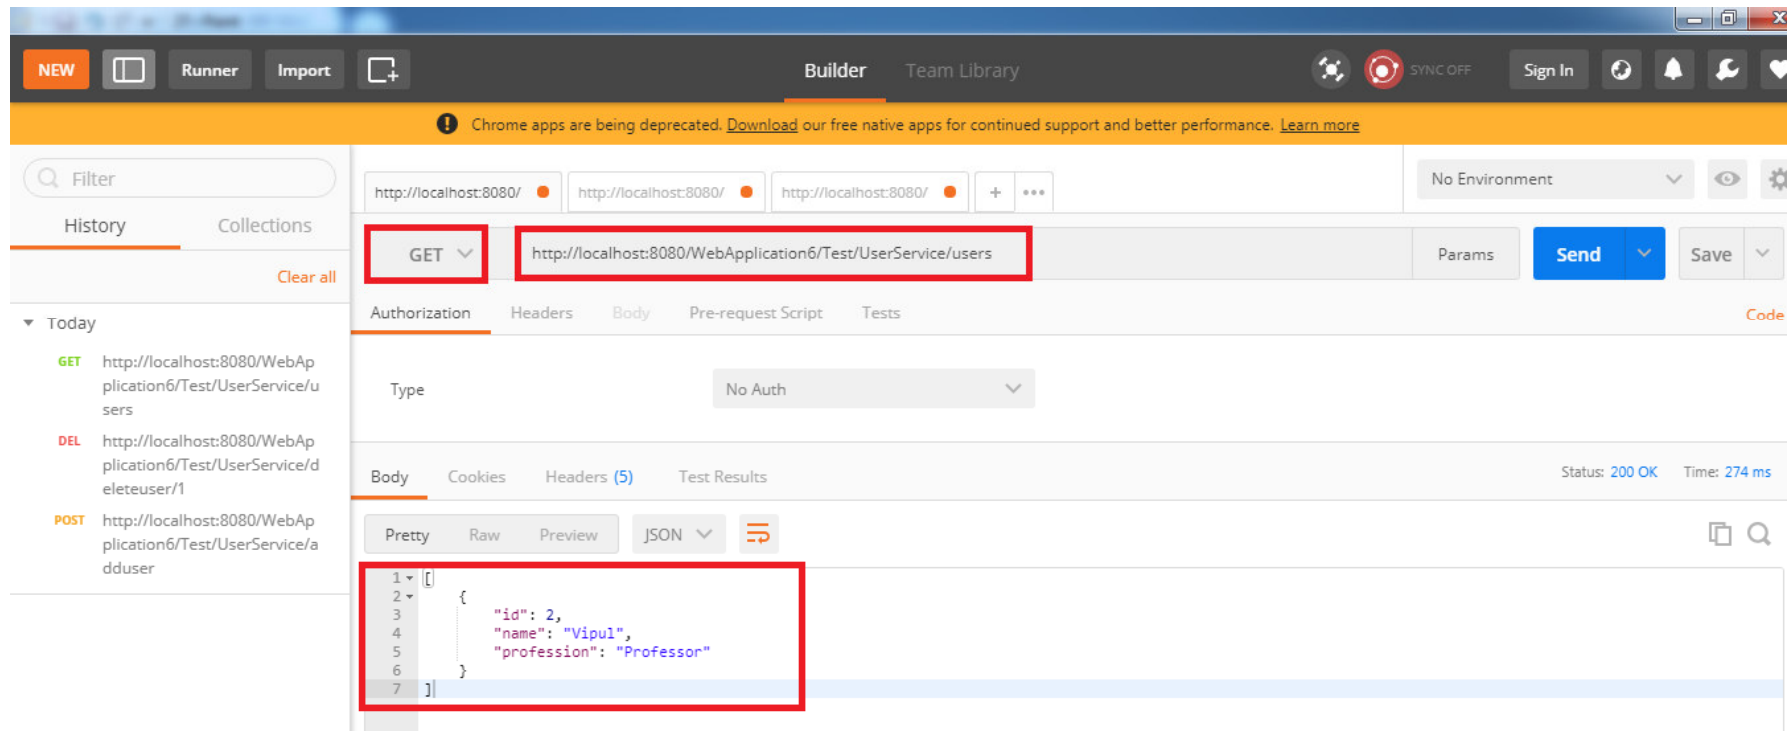 NEW
Runner
Import
Builder
Team Library
SYNC OFF
Sign In
Chrome apps are being deprecated. Download our free native apps for continued support and better performance. Learn more
Filter
History
Collections
Clear all
Today
GET
http://localhost:8080/WebAp
plication6/Test/UserService/u
sers
DEL
http://localhost:8080/WebAp
plication6/Test/UserService/d
eleteuser/1
POST
http://localhost:8080/WebAp
plication6/Test/UserService/a
dduser
http://localhost:8080/
http://localhost:8080/
http://localhost:8080/
+
•••
No Environment
GET
http://localhost:8080/WebApplication6/Test/UserService/users
Params
Send
Save
Authorization
Headers
Body
Pre-request Script
Tests
Code
Type
No Auth
Body
Cookies
Headers (5)
Test Results
Status: 200 OK
Time: 274 ms
Pretty
Raw
Preview
JSON
1 [
2 {
3 "id": 2,
4 "name": "Vipul",
5 "profession": "Professor"
6 }
7 ]